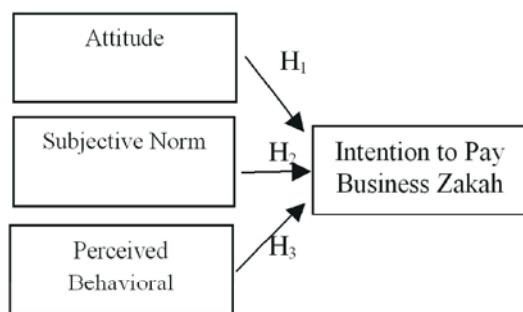 Attitude
H1
Subjective Norm
H2
Intention to Pay
Business Zakah
Perceived
Behavioral
H3